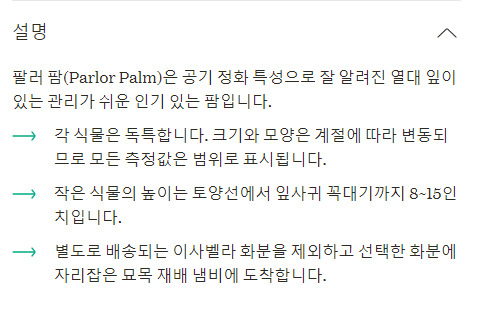 설명
팔러 팜(Parlor Palm)은 공기 정화 특성으로 잘 알려진 열대 잎이
있는 관리가 쉬운 인기 있는 팜입니다.
각 식물은 독특합니다. 크기와 모양은 계절에 따라 변동되
므로 모든 측정값은 범위로 표시됩니다.
작은 식물의 높이는 토양선에서 잎사귀 꼭대기까지 8~15인
치입니다.
별도로 배송되는 이사벨라 화분을 제외하고 선택한 화분에
자리잡은 묘목 재배 냄비에 도착합니다.